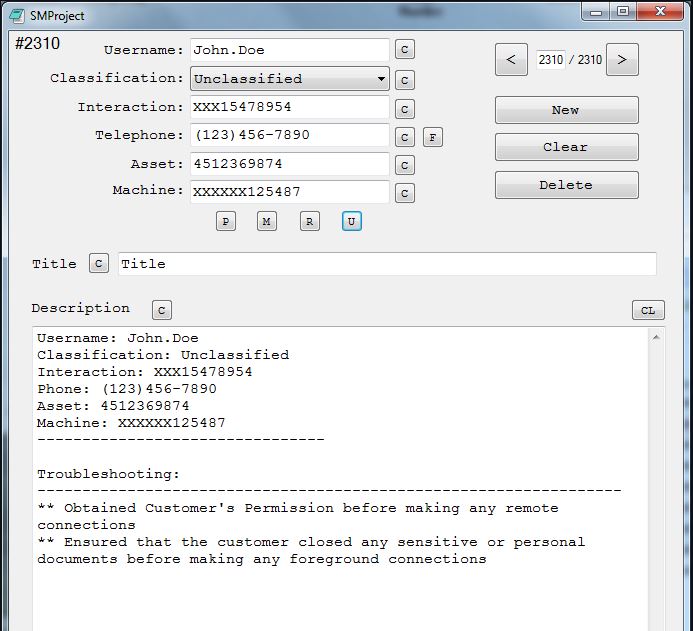 SMProject
#2310
Username: John.Doe C
< 2310 / 2310 >
Classification: Unclassified C
Interaction: XXX15478954 C
New
Telephone: (123)456-7890 C F
Clear
Asset: 4512369874 C
Delete
Machine: XXXXXX125487 C
P M R U
Title C Title
Description C CL
Username: John.Doe
Classification: Unclassified
Interaction: XXX15478954
Phone: (123)456-7890
Asset: 4512369874
Machine: XXXXXX125487
--------------------------------
Troubleshooting:
-----------------------------------------------------------------
** Obtained Customer's Permission before making any remote
connections
** Ensured that the customer closed any sensitive or personal
documents before making any foreground connections